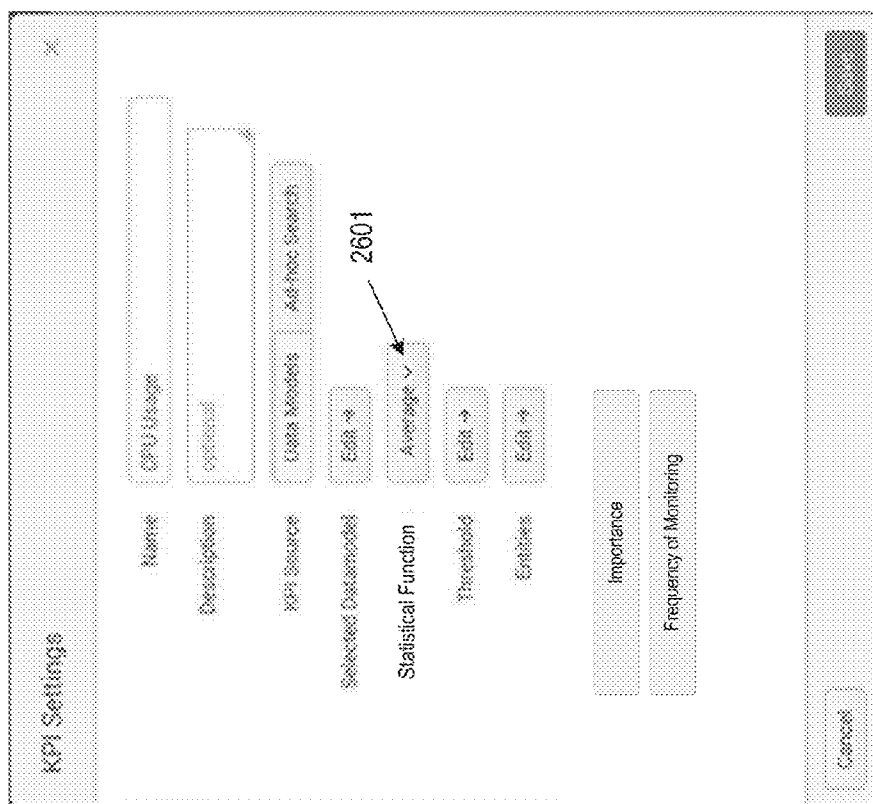 KPI Settings ×
Name CPU Usage
Description optional
KPI Source Data Models Ad-hoc Search
Selected Datamodel Edit →
Statistical Function Average ∨
2601
Threshold Edit →
Entities Edit →
Importance
Frequency of Monitoring
Cancel